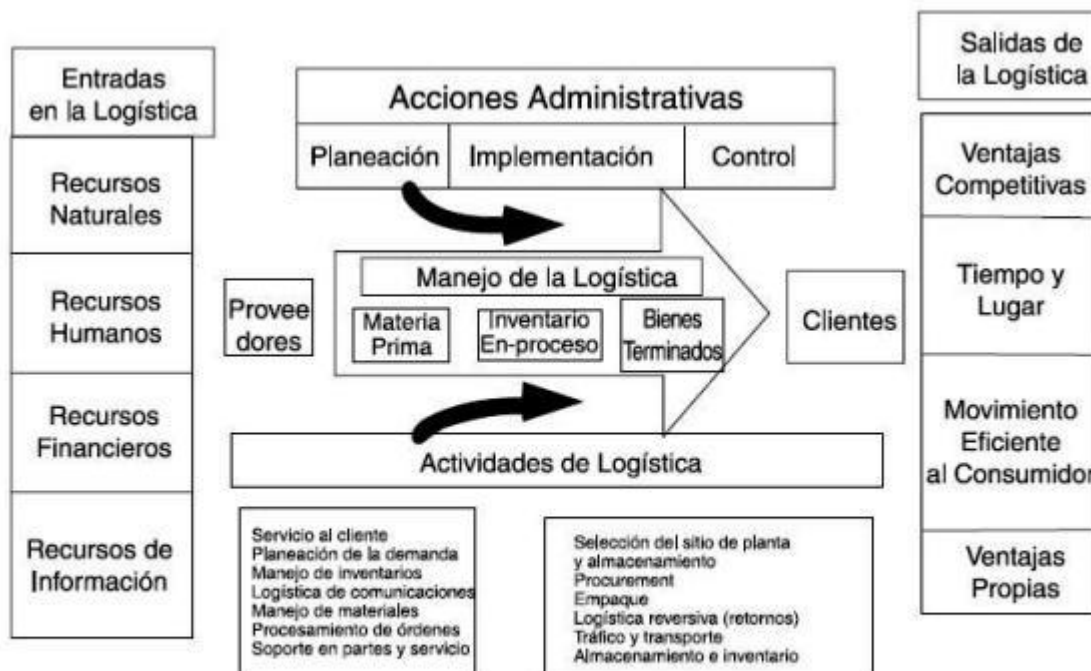 Entradas
en la Logística
Recursos
Naturales
Recursos
Humanos
Recursos
Financieros
Recursos de
Información
Acciones Administrativas
Planeación
Implementación
Control
Provee
dores
Manejo de la Logística
Materia
Prima
Inventario
En-proceso
Bienes
Terminados
Clientes
Actividades de Logística
Servicio al cliente
Planeación de la demanda
Manejo de inventarios
Logística de comunicaciones
Manejo de materiales
Procesamiento de órdenes
Soporte en partes y servicio
Selección del sitio de planta
y almacenamiento
Procurement
Empaque
Logística reversiva (retornos)
Tráfico y transporte
Almacenamiento e inventario
Salidas de
la Logística
Ventajas
Competitivas
Tiempo y
Lugar
Movimiento
Eficiente
al Consumidor
Ventajas
Propias